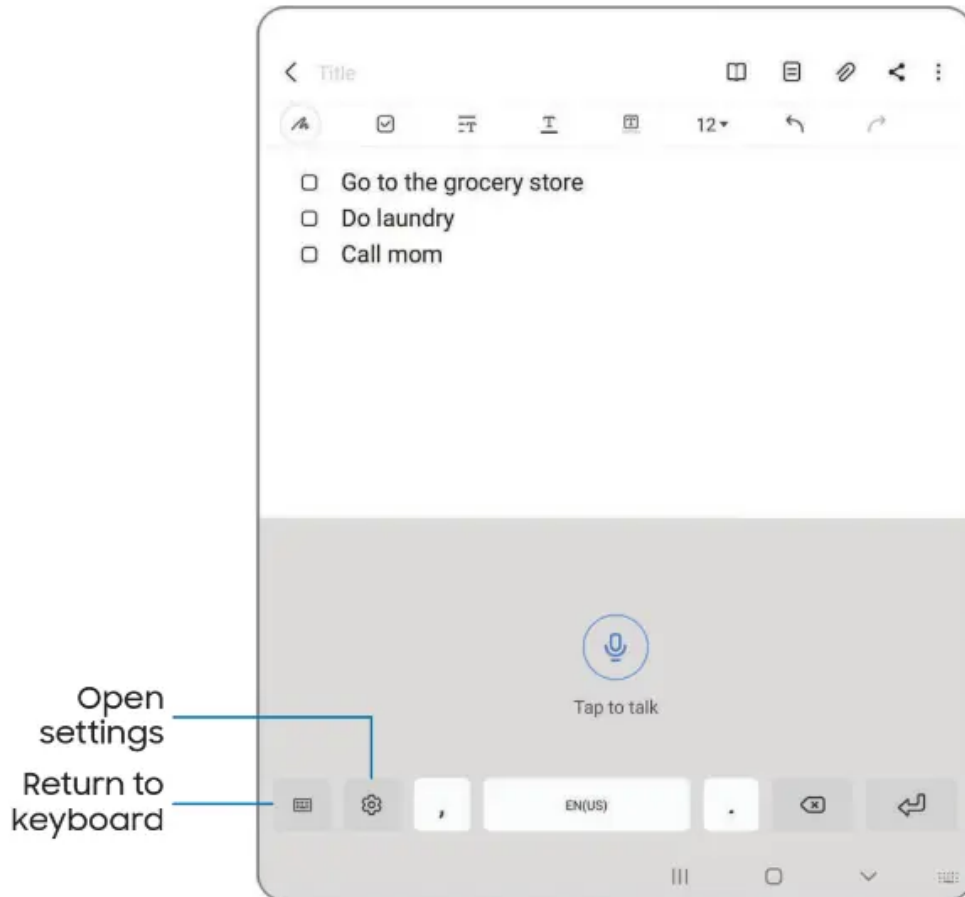 Title
12
Go to the grocery store
Do laundry
Call mom
Tap to talk
Open
settings
Return to
keyboard
, EN(US) .